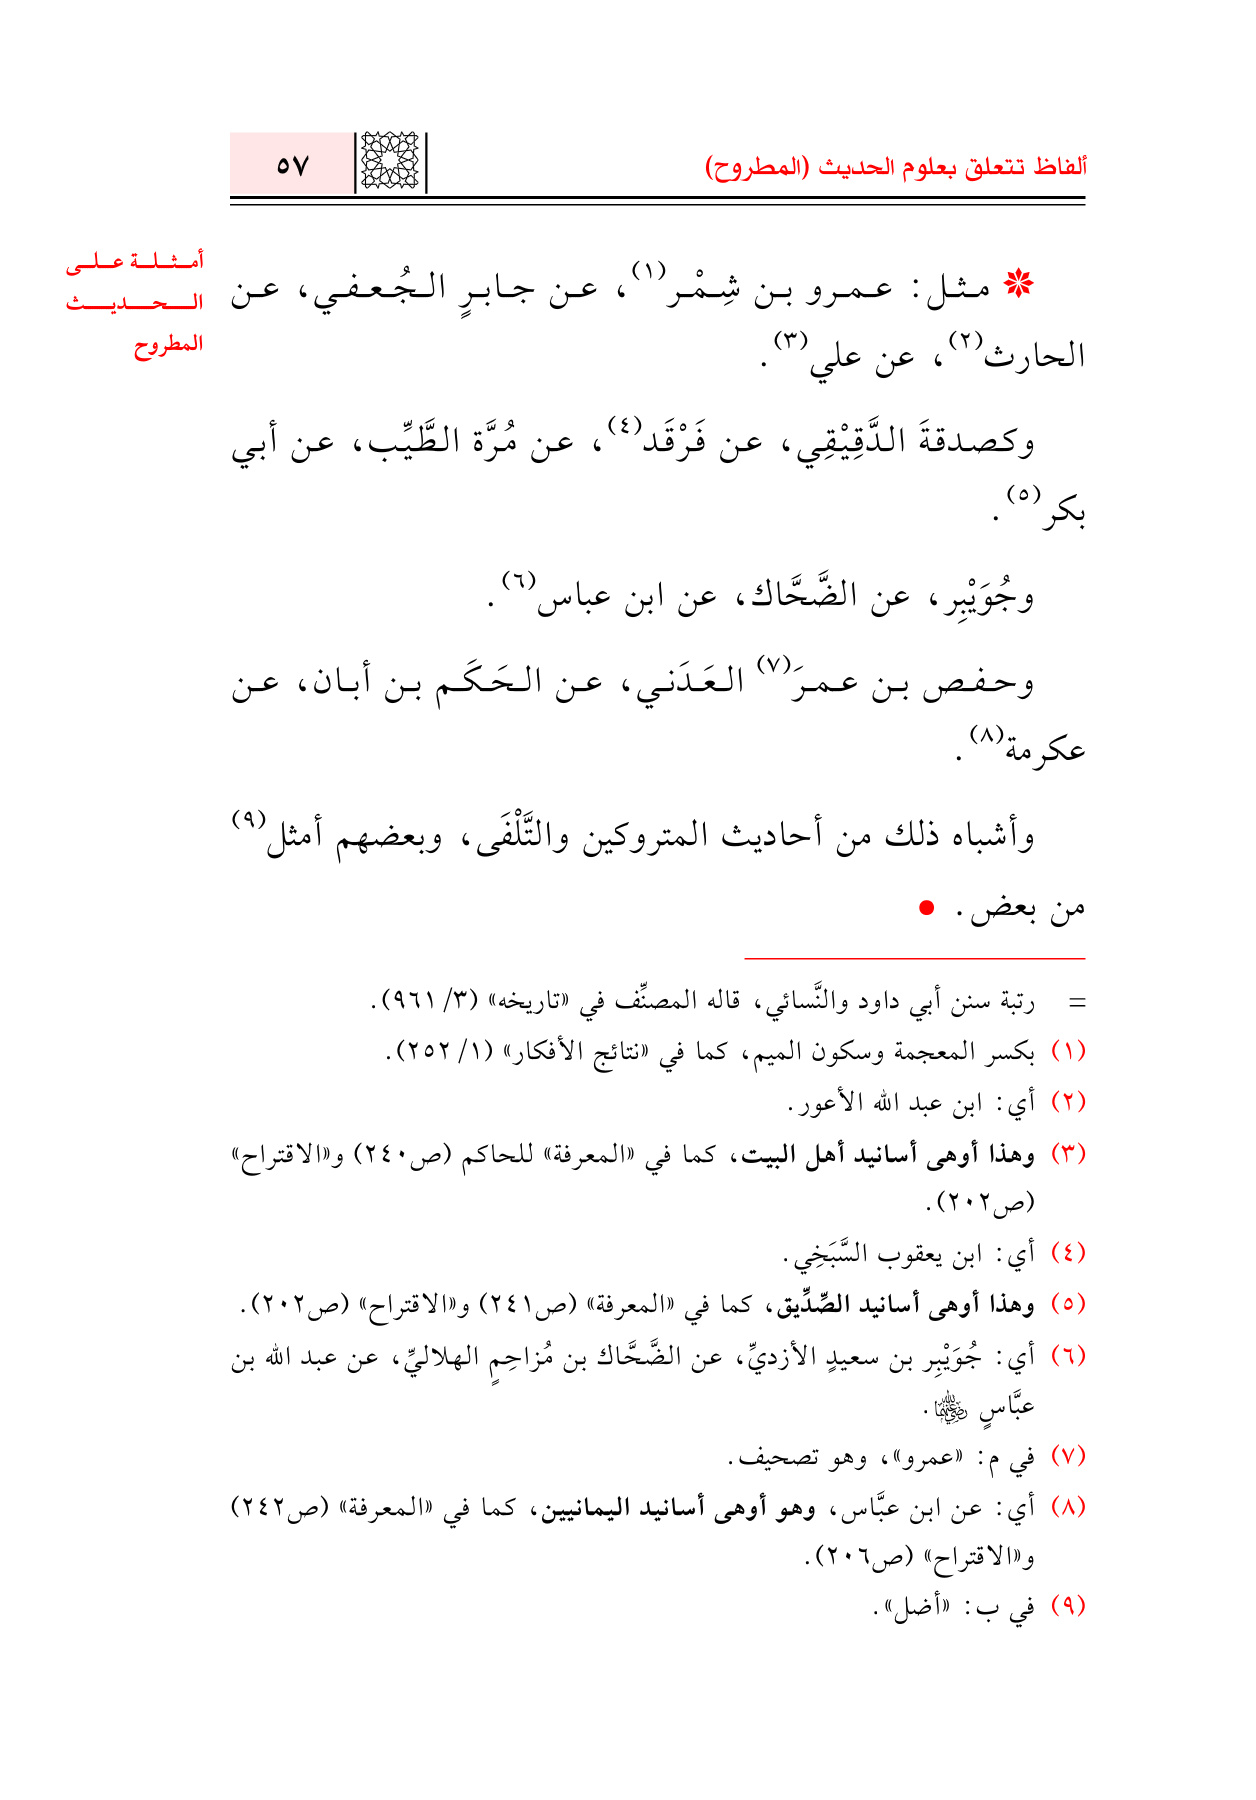 ألفاظ تتعلق بعلوم الحديث (المطروح)
٥٧
أمثلة على
الحديث
المطروح
❋ مثل: عمرو بن شِمْر(١)، عن جابرٍ الجُعفي، عن
الحارث(٢)، عن علي(٣).
وكصدقةَ الدَّقِيْقِي، عن فَرْقَد(٤)، عن مُرَّة الطَّيِّب، عن أبي
بكر(٥).
وجُوَيْبِر، عن الضَّحَّاك، عن ابن عباس(٦).
وحفص بن عمرَ(٧) العَدَني، عن الحَكَم بن أبان، عن
عكرمة(٨).
وأشباه ذلك من أحاديث المتروكين والتَّلْفَى، وبعضهم أمثل(٩)
من بعض. ●
= رتبة سنن أبي داود والنَّسائي، قاله المصنِّف في «تاريخه» (٣/ ٩٦١).
(١) بكسر المعجمة وسكون الميم، كما في «نتائج الأفكار» (١/ ٢٥٢).
(٢) أي: ابن عبد الله الأعور.
(٣) وهذا أوهى أسانيد أهل البيت، كما في «المعرفة» للحاكم (ص٢٤٠) و«الاقتراح»
(ص٢٠٢).
(٤) أي: ابن يعقوب السَّبَخِي.
(٥) وهذا أوهى أسانيد الصِّدِّيق، كما في «المعرفة» (ص٢٤١) و«الاقتراح» (ص٢٠٢).
(٦) أي: جُوَيْبِر بن سعيدٍ الأزديِّ، عن الضَّحَّاك بن مُزاحِمٍ الهلاليِّ، عن عبد الله بن
عبَّاسٍ رضي الله عنهما.
(٧) في م: «عمرو»، وهو تصحيف.
(٨) أي: عن ابن عبَّاس، وهو أوهى أسانيد اليمانيين، كما في «المعرفة» (ص٢٤٢)
و«الاقتراح» (ص٢٠٦).
(٩) في ب: «أضل».